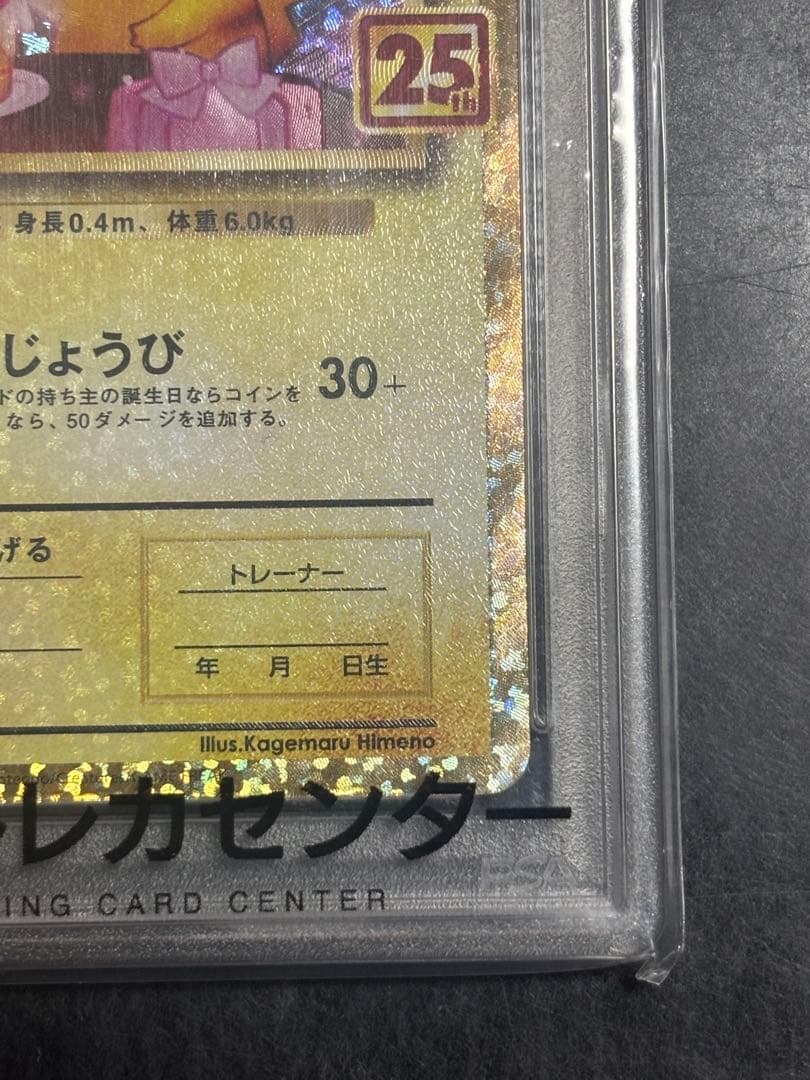 25
th
身長0.4m、体重6.0kg
じょうび 30+
ドの持ち主の誕生日ならコインを
なら、50ダメージを追加する。
げる
トレーナー
年 月 日生
Illus.Kagemaru Himeno
トレカセンター
PSA
ING CARD CENTER